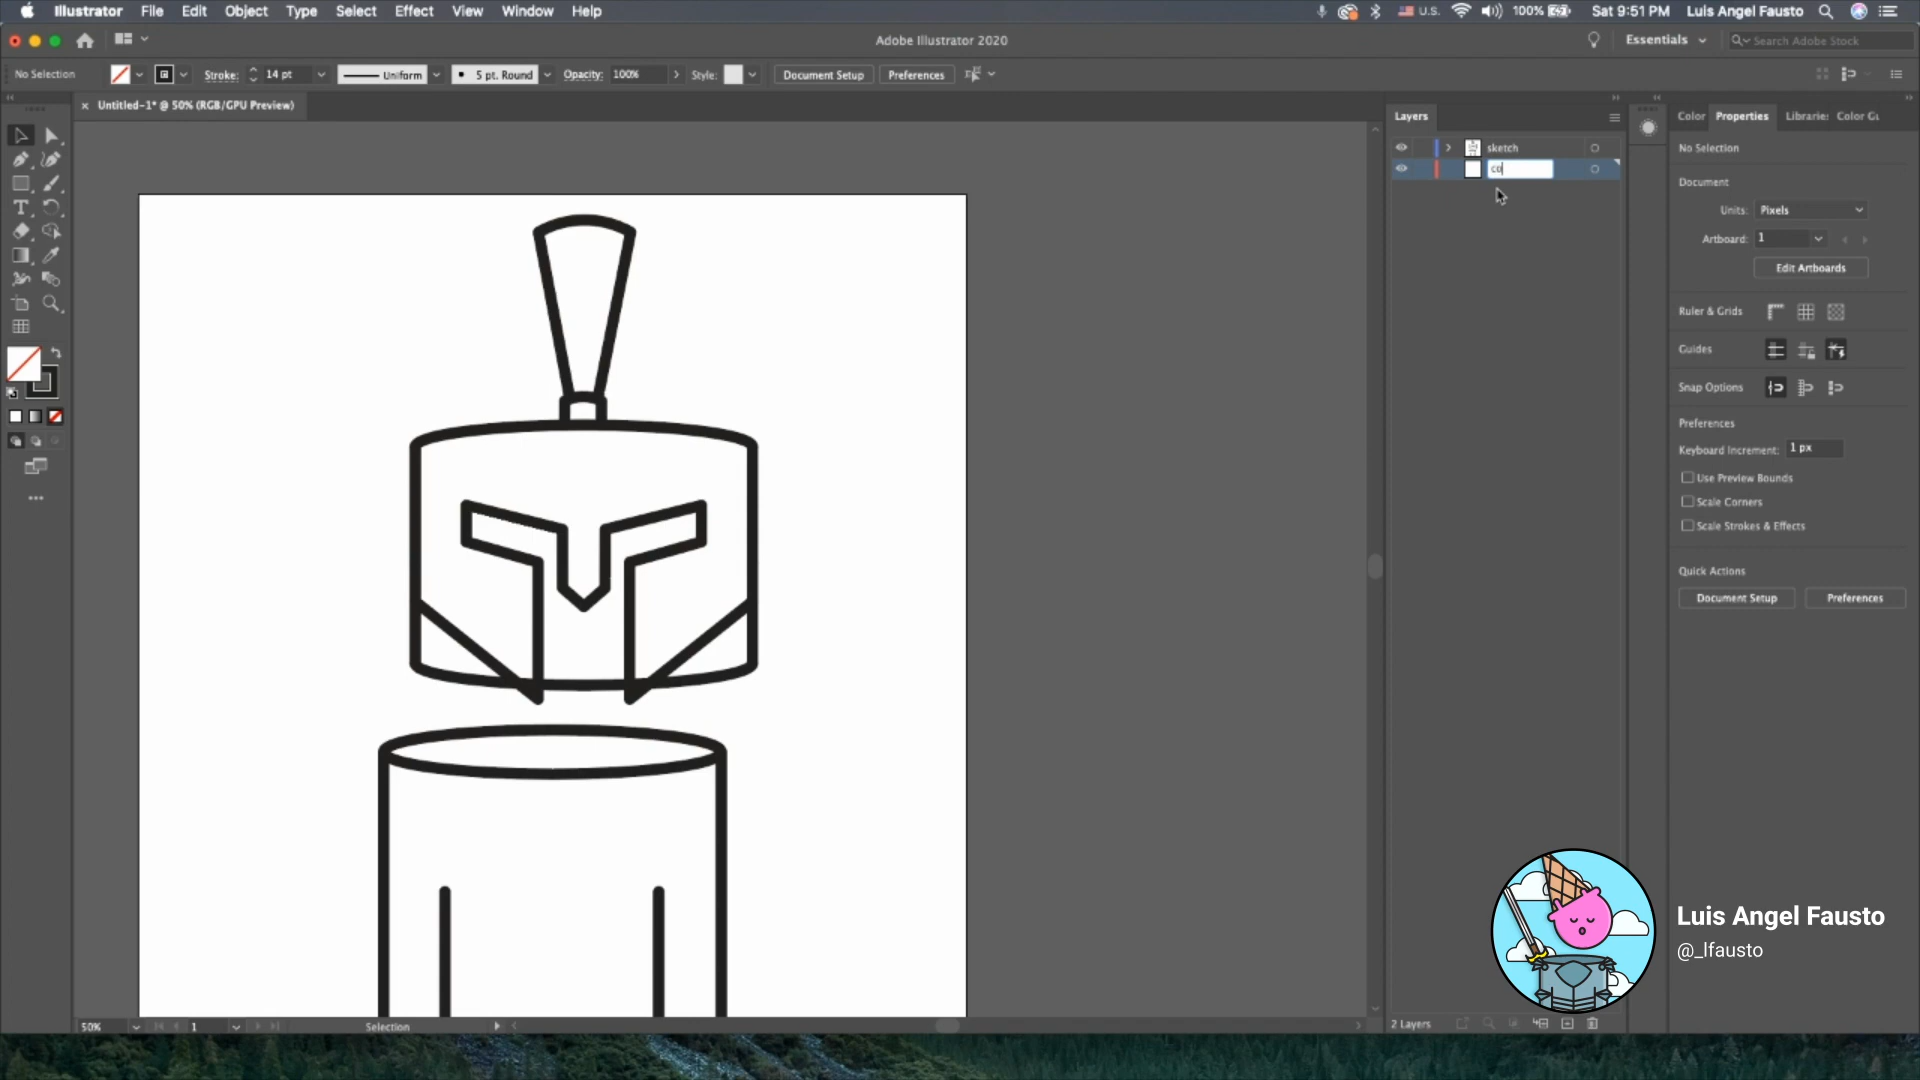 Illustrator File Edit Object Type Select Effect View Window Help
U.S. 100% Sat 9:51 PM Luis Angel Fausto
Adobe Illustrator 2020
Essentials
Search Adobe Stock
No Selection Stroke: 14 pt Uniform 5 pt. Round Opacity: 100% Style: Document Setup Preferences
Untitled-1* @ 50% (RGB/GPU Preview)
Layers
sketch
co
2 Layers
Color Properties Libraries Color Gu
No Selection
Document
Units: Pixels
Artboard: 1
Edit Artboards
Ruler & Grids
Guides
Snap Options
Preferences
Keyboard Increment: 1 px
Use Preview Bounds
Scale Corners
Scale Strokes & Effects
Quick Actions
Document Setup Preferences
Luis Angel Fausto
@_lfausto
50% 1 Selection